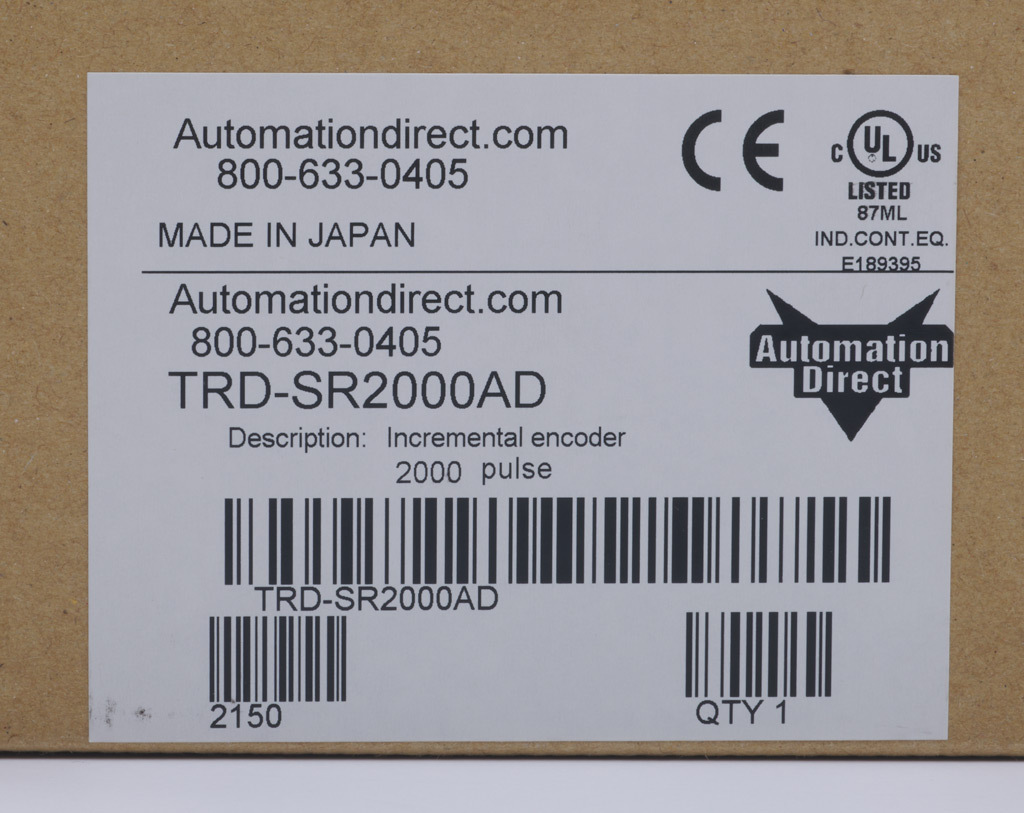 Automationdirect.com
800-633-0405
MADE IN JAPAN
CE
C UL US
LISTED
87ML
IND.CONT.EQ.
E189395
Automationdirect.com
800-633-0405
TRD-SR2000AD
Automation
Direct
Description: Incremental encoder
2000 pulse
TRD-SR2000AD
2150
QTY 1